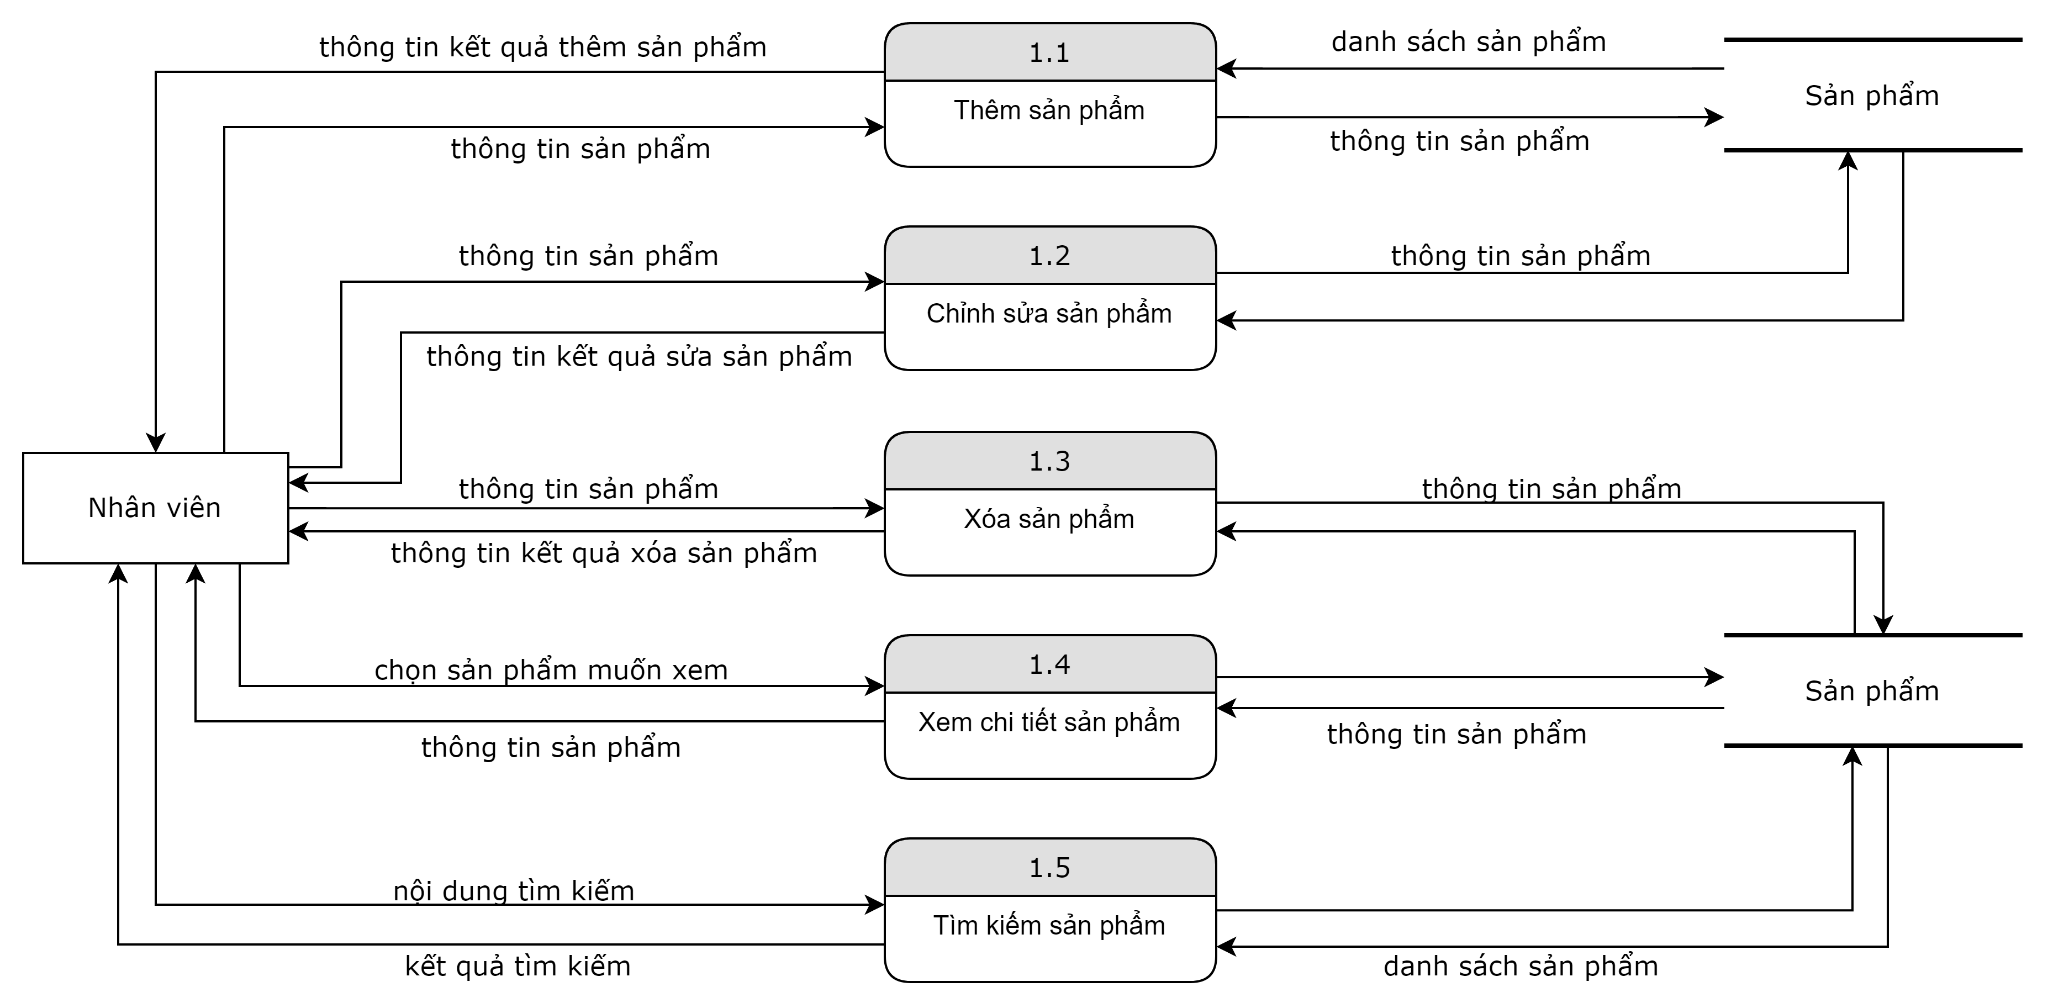 thông tin kết quả thêm sản phẩm
1.1
danh sách sản phẩm
Thêm sản phẩm
Sản phẩm
thông tin sản phẩm
thông tin sản phẩm
thông tin sản phẩm
1.2
thông tin sản phẩm
Chỉnh sửa sản phẩm
thông tin kết quả sửa sản phẩm
1.3
thông tin sản phẩm
thông tin sản phẩm
Nhân viên
Xóa sản phẩm
thông tin kết quả xóa sản phẩm
chọn sản phẩm muốn xem
1.4
Sản phẩm
Xem chi tiết sản phẩm
thông tin sản phẩm
thông tin sản phẩm
1.5
nội dung tìm kiếm
Tìm kiếm sản phẩm
kết quả tìm kiếm
danh sách sản phẩm